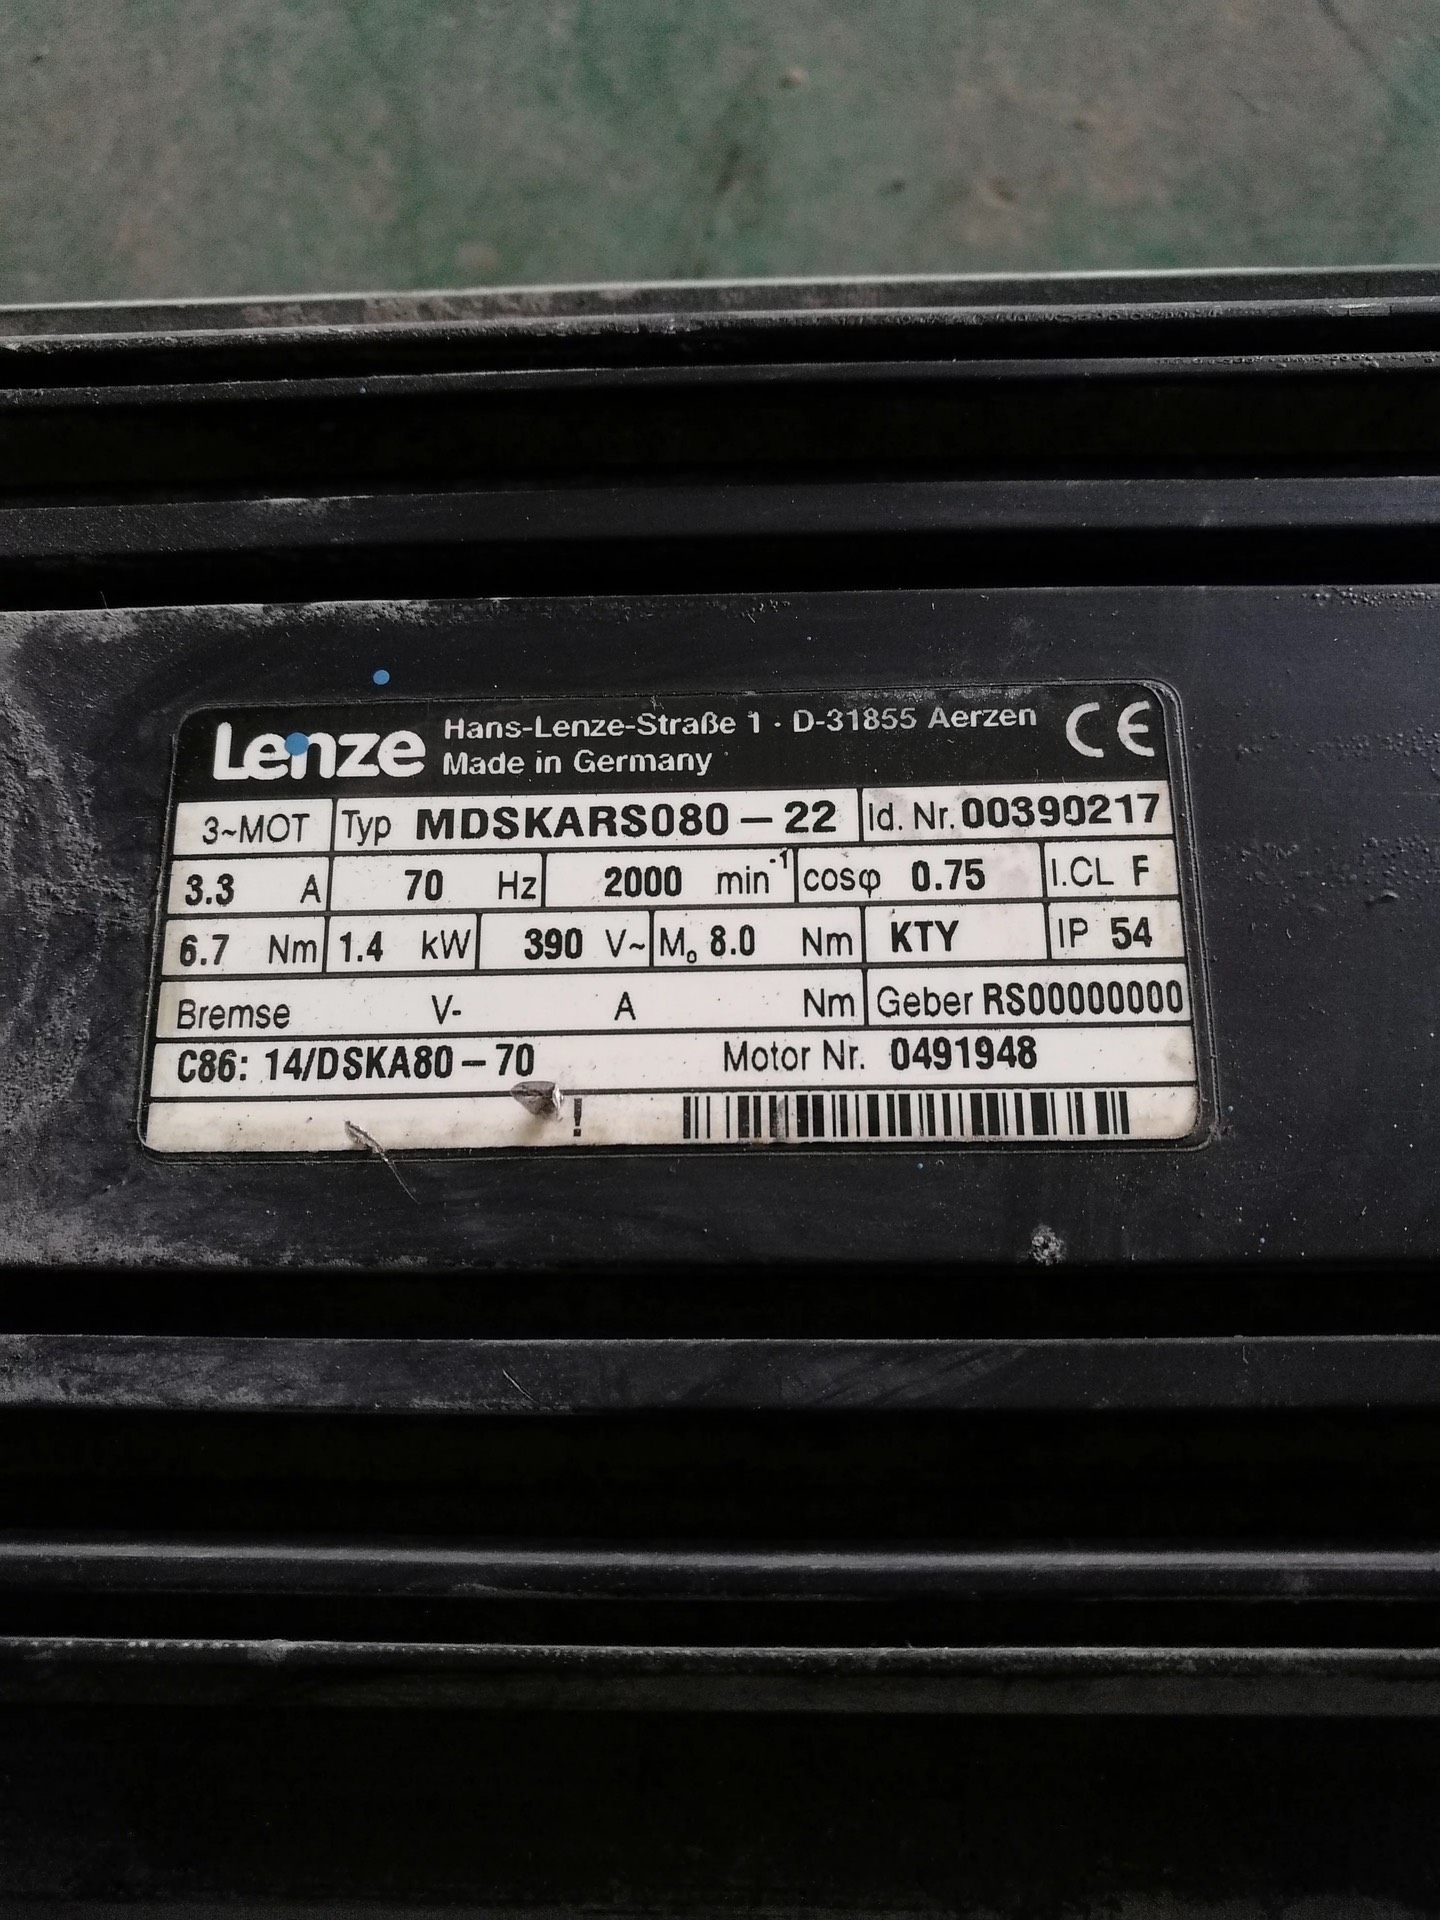 Lenze Hans-Lenze-Straße 1 · D-31855 Aerzen CE
Made in Germany
3~MOT Typ MDSKARS080-22 Id. Nr. 00390217
3.3 A 70 Hz 2000 min-1 cosφ 0.75 I.CL F
6.7 Nm 1.4 kW 390 V~ Mo 8.0 Nm KTY IP 54
Bremse V- A Nm Geber RS00000000
C86: 14/DSKA80-70 Motor Nr. 0491948
!